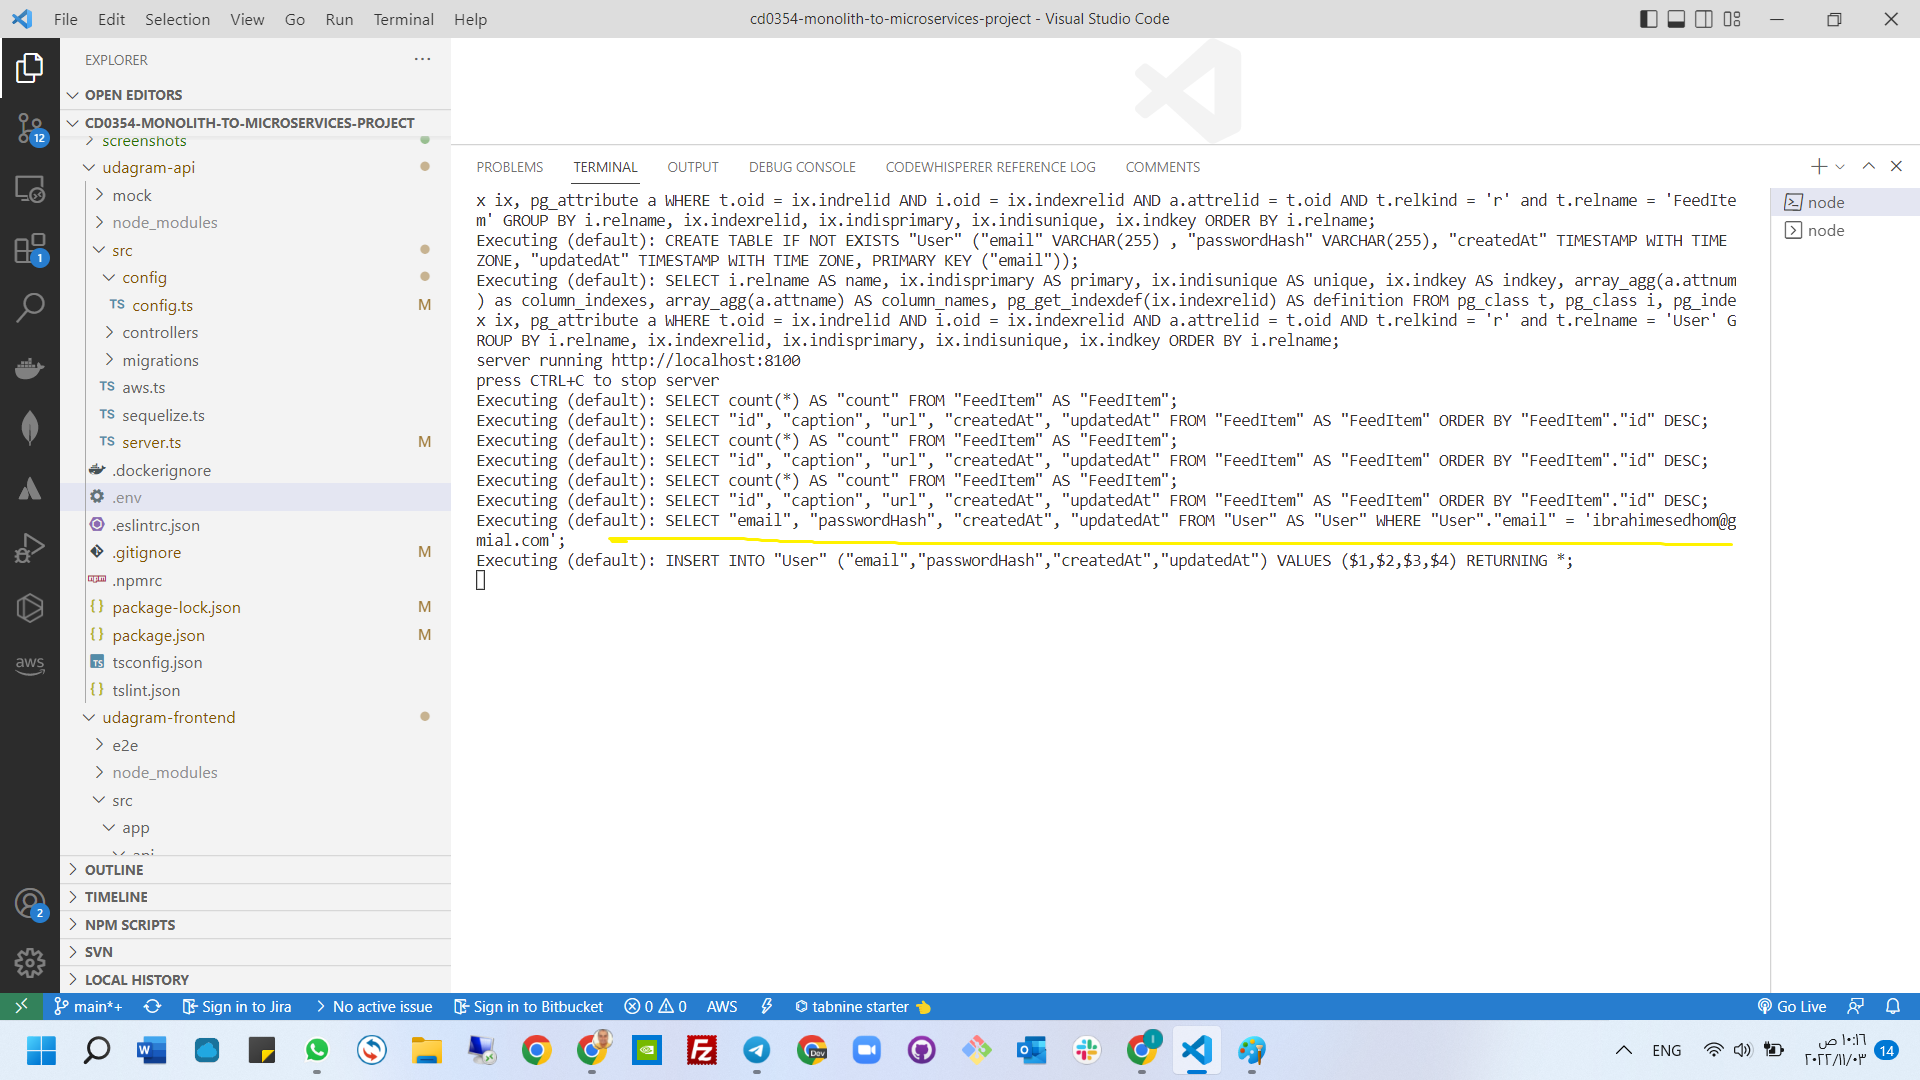 File Edit Selection View Go Run Terminal Help
cd0354-monolith-to-microservices-project - Visual Studio Code
EXPLORER
OPEN EDITORS
CD0354-MONOLITH-TO-MICROSERVICES-PROJECT
screenshots
udagram-api
mock
node_modules
src
config
TS config.ts M
controllers
migrations
TS aws.ts
TS sequelize.ts
TS server.ts M
.dockerignore
.env
.eslintrc.json
.gitignore M
.npmrc
{} package-lock.json M
{} package.json M
TS tsconfig.json
{} tslint.json
udagram-frontend
e2e
node_modules
src
app
api
OUTLINE
TIMELINE
NPM SCRIPTS
SVN
LOCAL HISTORY
12
1
aws
2
PROBLEMS TERMINAL OUTPUT DEBUG CONSOLE CODEWHISPERER REFERENCE LOG COMMENTS
x ix, pg_attribute a WHERE t.oid = ix.indrelid AND i.oid = ix.indexrelid AND a.attrelid = t.oid AND t.relkind = 'r' and t.relname = 'FeedIte
m' GROUP BY i.relname, ix.indexrelid, ix.indisprimary, ix.indisunique, ix.indkey ORDER BY i.relname;
Executing (default): CREATE TABLE IF NOT EXISTS "User" ("email" VARCHAR(255) , "passwordHash" VARCHAR(255), "createdAt" TIMESTAMP WITH TIME
ZONE, "updatedAt" TIMESTAMP WITH TIME ZONE, PRIMARY KEY ("email"));
Executing (default): SELECT i.relname AS name, ix.indisprimary AS primary, ix.indisunique AS unique, ix.indkey AS indkey, array_agg(a.attnum
) as column_indexes, array_agg(a.attname) AS column_names, pg_get_indexdef(ix.indexrelid) AS definition FROM pg_class t, pg_class i, pg_inde
x ix, pg_attribute a WHERE t.oid = ix.indrelid AND i.oid = ix.indexrelid AND a.attrelid = t.oid AND t.relkind = 'r' and t.relname = 'User' G
ROUP BY i.relname, ix.indexrelid, ix.indisprimary, ix.indisunique, ix.indkey ORDER BY i.relname;
server running http://localhost:8100
press CTRL+C to stop server
Executing (default): SELECT count(*) AS "count" FROM "FeedItem" AS "FeedItem";
Executing (default): SELECT "id", "caption", "url", "createdAt", "updatedAt" FROM "FeedItem" AS "FeedItem" ORDER BY "FeedItem"."id" DESC;
Executing (default): SELECT count(*) AS "count" FROM "FeedItem" AS "FeedItem";
Executing (default): SELECT "id", "caption", "url", "createdAt", "updatedAt" FROM "FeedItem" AS "FeedItem" ORDER BY "FeedItem"."id" DESC;
Executing (default): SELECT count(*) AS "count" FROM "FeedItem" AS "FeedItem";
Executing (default): SELECT "id", "caption", "url", "createdAt", "updatedAt" FROM "FeedItem" AS "FeedItem" ORDER BY "FeedItem"."id" DESC;
Executing (default): SELECT "email", "passwordHash", "createdAt", "updatedAt" FROM "User" AS "User" WHERE "User"."email" = 'ibrahimesedhom@g
mial.com';
Executing (default): INSERT INTO "User" ("email","passwordHash","createdAt","updatedAt") VALUES ($1,$2,$3,$4) RETURNING *;
node
node
main*+ Sign in to Jira No active issue Sign in to Bitbucket 0 0 AWS tabnine starter Go Live
ENG
١٠:١٦ ص
٢٠٢٢/١١/٠٣
14
Dev